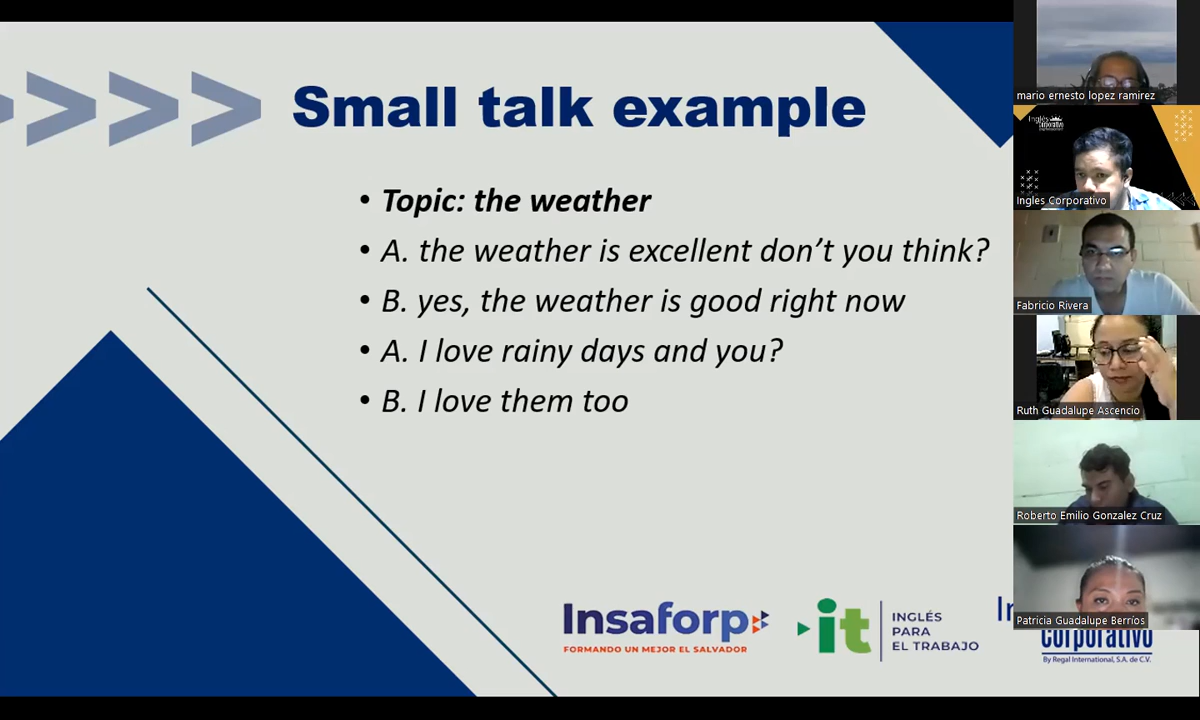 Small talk example
• Topic: the weather
• A. the weather is excellent don’t you think?
• B. yes, the weather is good right now
• A. I love rainy days and you?
• B. I love them too
Insaforp
FORMANDO UN MEJOR EL SALVADOR
it
INGLÉS
PARA
EL TRABAJO
corporativo
By Regal International, S.A. de C.V.
mario ernesto lopez ramirez
Inglés
Corporativo
Ingles Corporativo
Fabricio Rivera
Ruth Guadalupe Ascencio
Roberto Emilio Gonzalez Cruz
Patricia Guadalupe Berríos